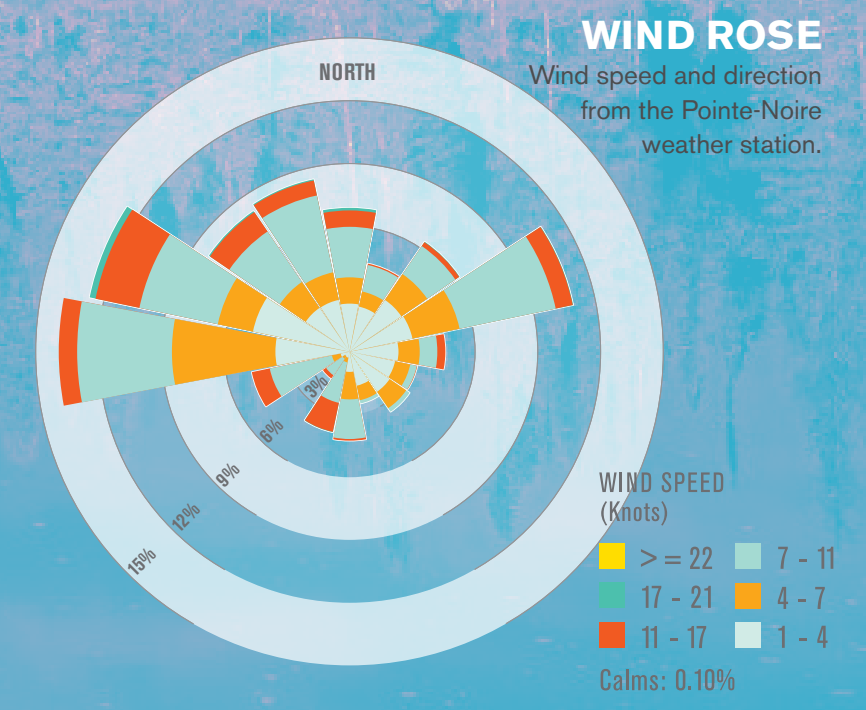 WIND ROSE
Wind speed and direction
from the Pointe-Noire
weather station.
NORTH
3%
6%
9%
12%
15%
WIND SPEED
(Knots)
> = 22
7 - 11
17 - 21
4 - 7
11 - 17
1 - 4
Calms: 0.10%